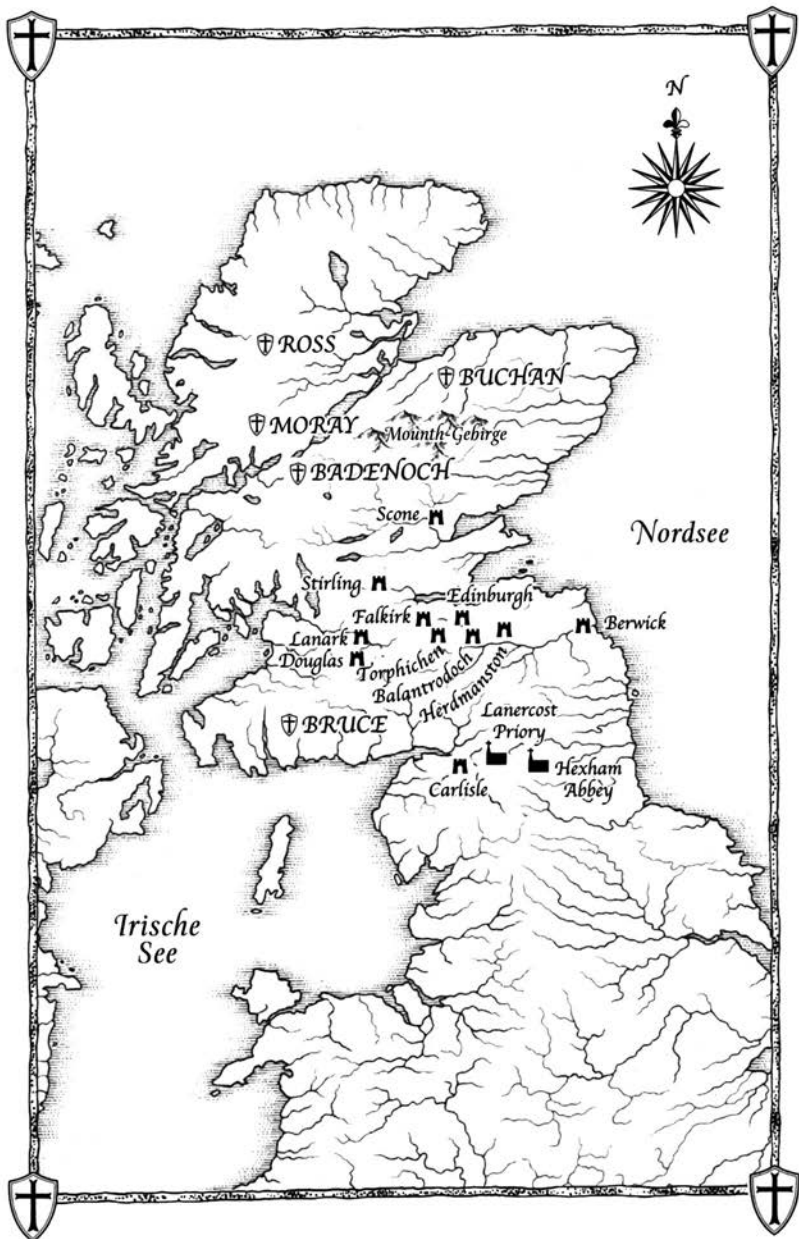 N
ROSS
BUCHAN
MORAY
Mounth-Gebirge
BADENOCH
Scone
Nordsee
Stirling
Edinburgh
Falkirk
Berwick
Lanark
Douglas
Torphichen
Balantrodoch
Herdmanston
BRUCE
Lanercost
Priory
Hexham
Abbey
Carlisle
Irische
See